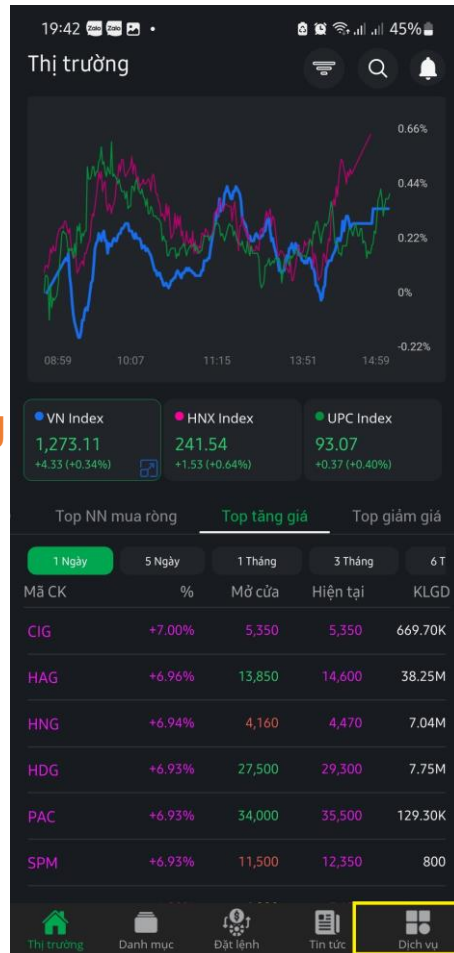 19:42 Zalo Zalo 45%
Thị trường
0.66%
0.44%
0.22%
0%
-0.22%
08:59 10:07 11:15 13:51 14:59
VN Index HNX Index UPC Index
1,273.11 241.54 93.07
+4.33 (+0.34%) +1.53 (+0.64%) +0.37 (+0.40%)
Top NN mua ròng Top tăng giá Top giảm giá
1 Ngày 5 Ngày 1 Tháng 3 Tháng 6 T
Mã CK % Mở cửa Hiện tại KLGD
CIG +7.00% 5,350 5,350 669.70K
HAG +6.96% 13,850 14,600 38.25M
HNG +6.94% 4,160 4,470 7.04M
HDG +6.93% 27,500 29,300 7.75M
PAC +6.93% 34,000 35,500 129.30K
SPM +6.93% 11,500 12,350 800
Thị trường Danh mục Đặt lệnh Tin tức Dịch vụ